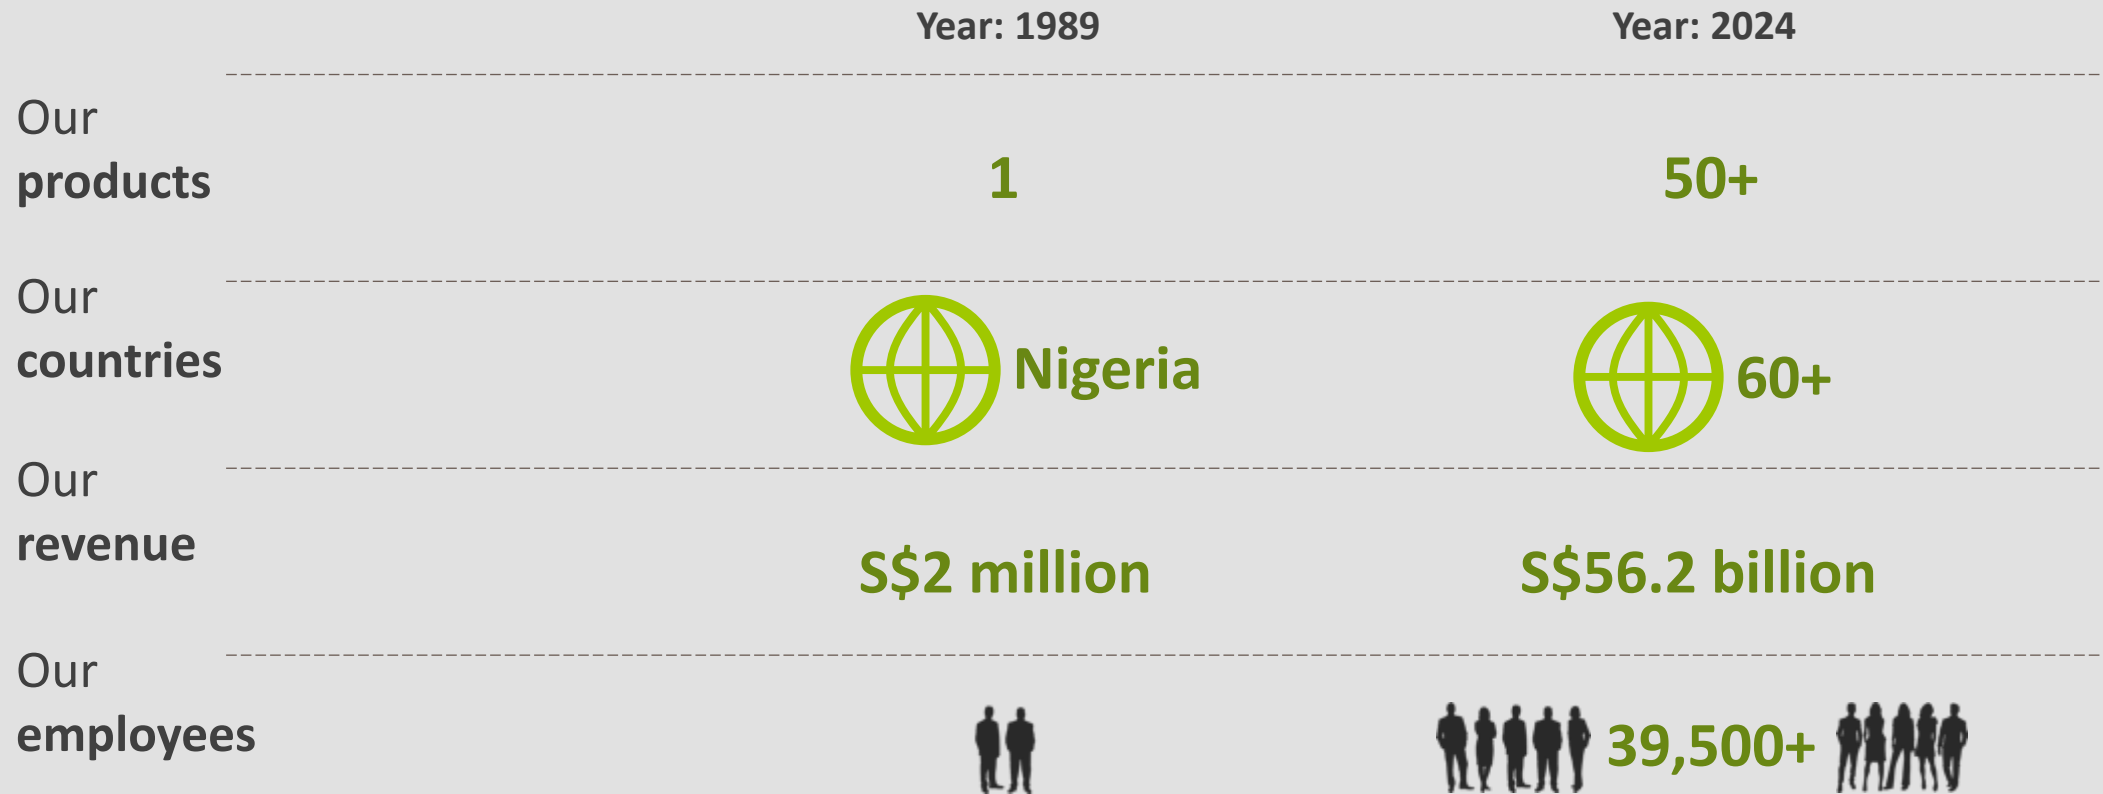 Year: 1989 Year: 2024
Our
products
1 50+
Our
countries
Nigeria 60+
Our
revenue
S$2 million S$56.2 billion
Our
employees
39,500+